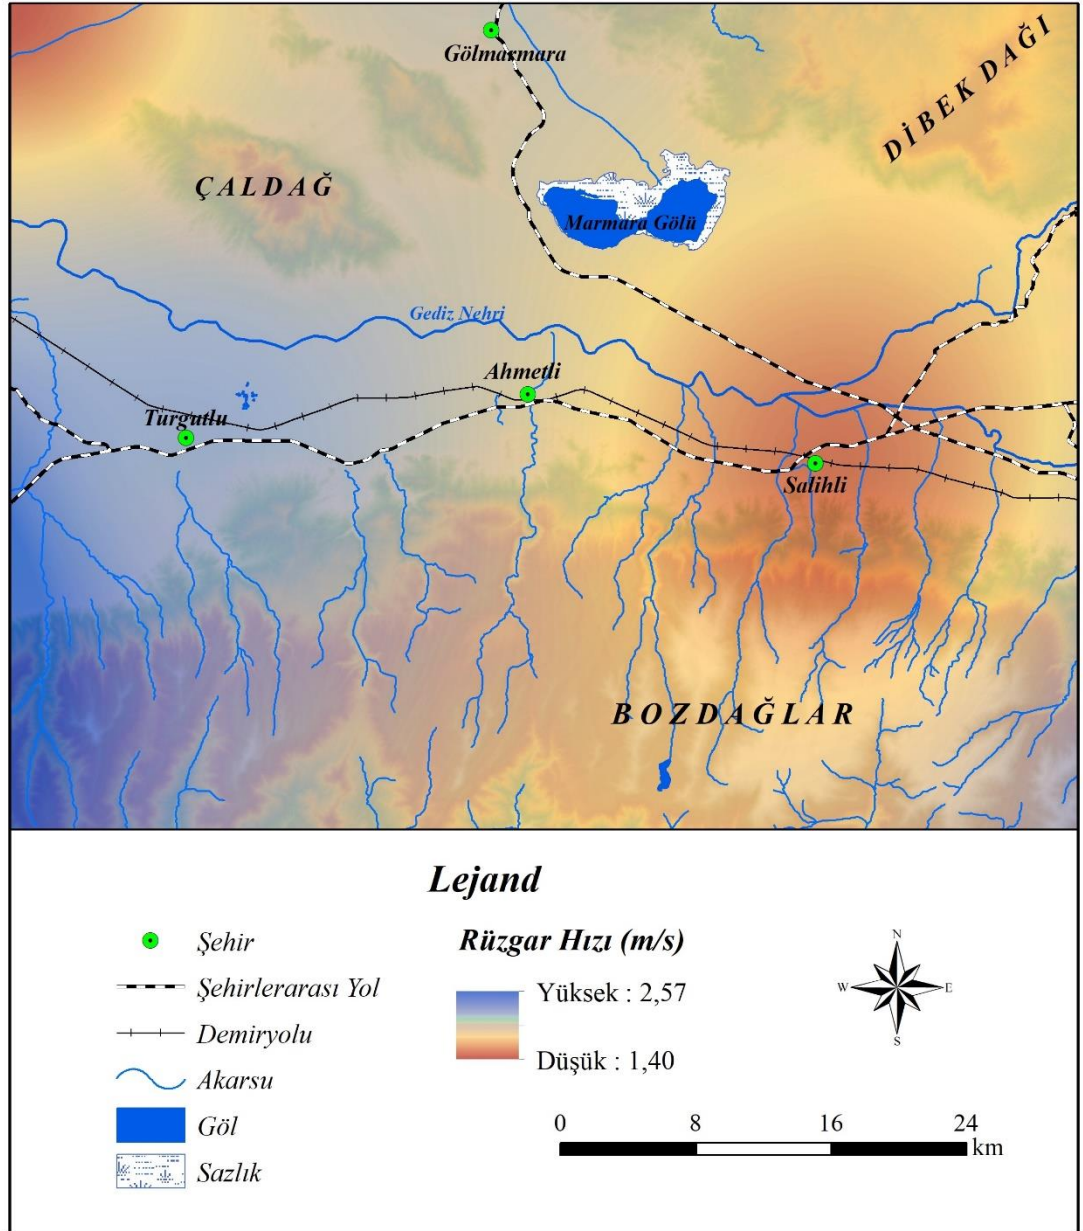 Gölmarmara
DİBEK DAĞI
ÇALDAĞ
Marmara Gölü
Gediz Nehri
Ahmetli
Turgutlu
Salihli
BOZDAĞLAR
Lejand
Şehir
Şehirlerarası Yol
Demiryolu
Akarsu
Göl
Sazlık
Rüzgar Hızı (m/s)
Yüksek : 2,57
Düşük : 1,40
N
W
E
S
0 8 16 24
km